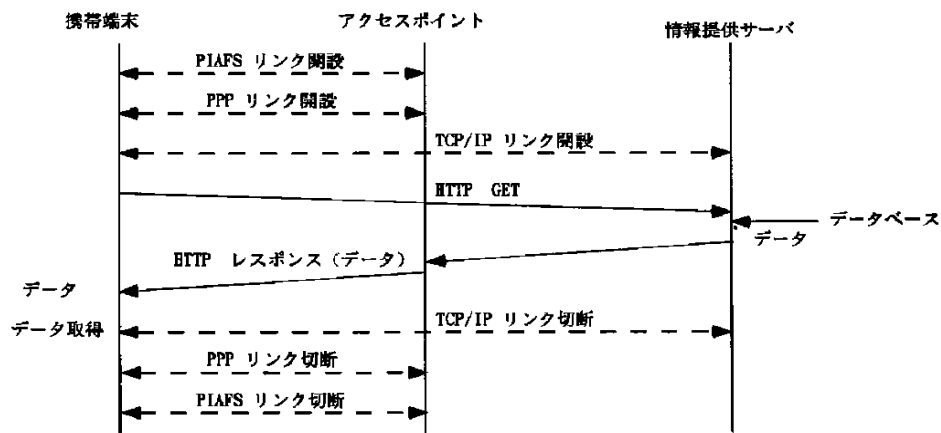 携帯端末
アクセスポイント
情報提供サーバ
PIAFS リンク開設
PPP リンク開設
TCP/IP リンク開設
HTTP GET
データベース
データ
HTTP レスポンス（データ）
データ
データ取得
TCP/IP リンク切断
PPP リンク切断
PIAFS リンク切断